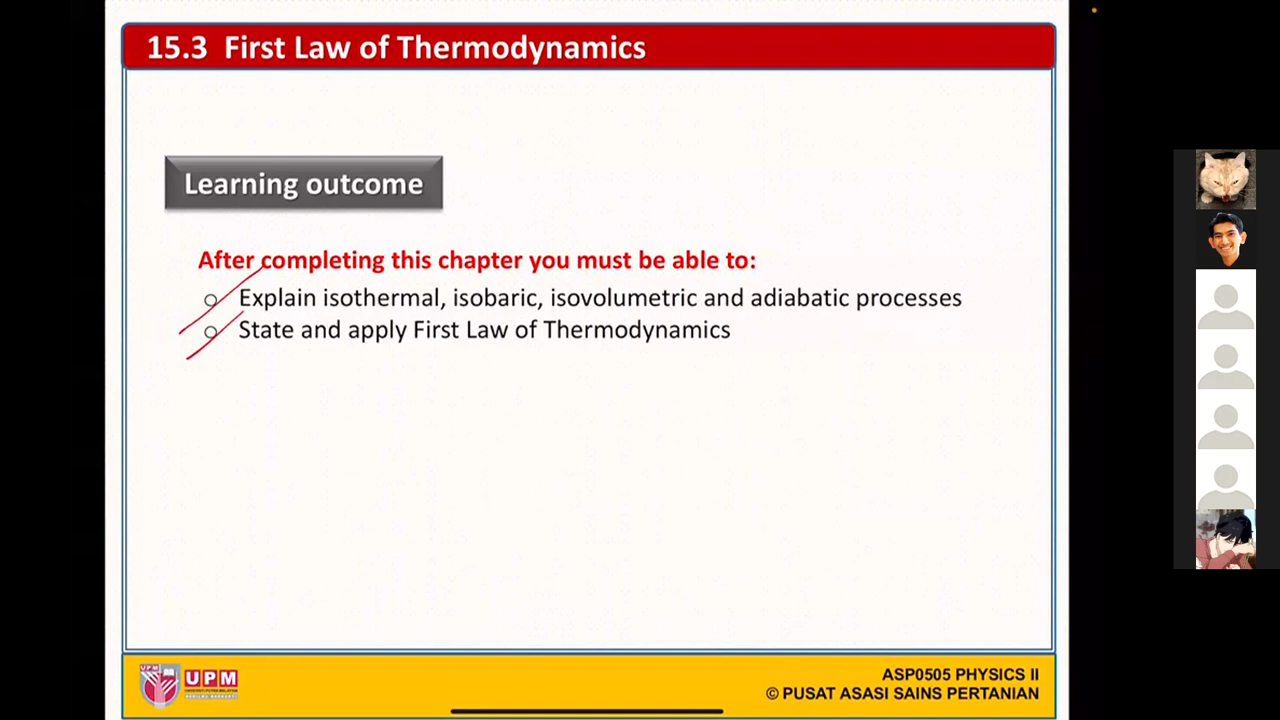 15.3 First Law of Thermodynamics
Learning outcome
After completing this chapter you must be able to:
Explain isothermal, isobaric, isovolumetric and adiabatic processes
State and apply First Law of Thermodynamics
UPM
UPM
ASP0505 PHYSICS II
© PUSAT ASASI SAINS PERTANIAN